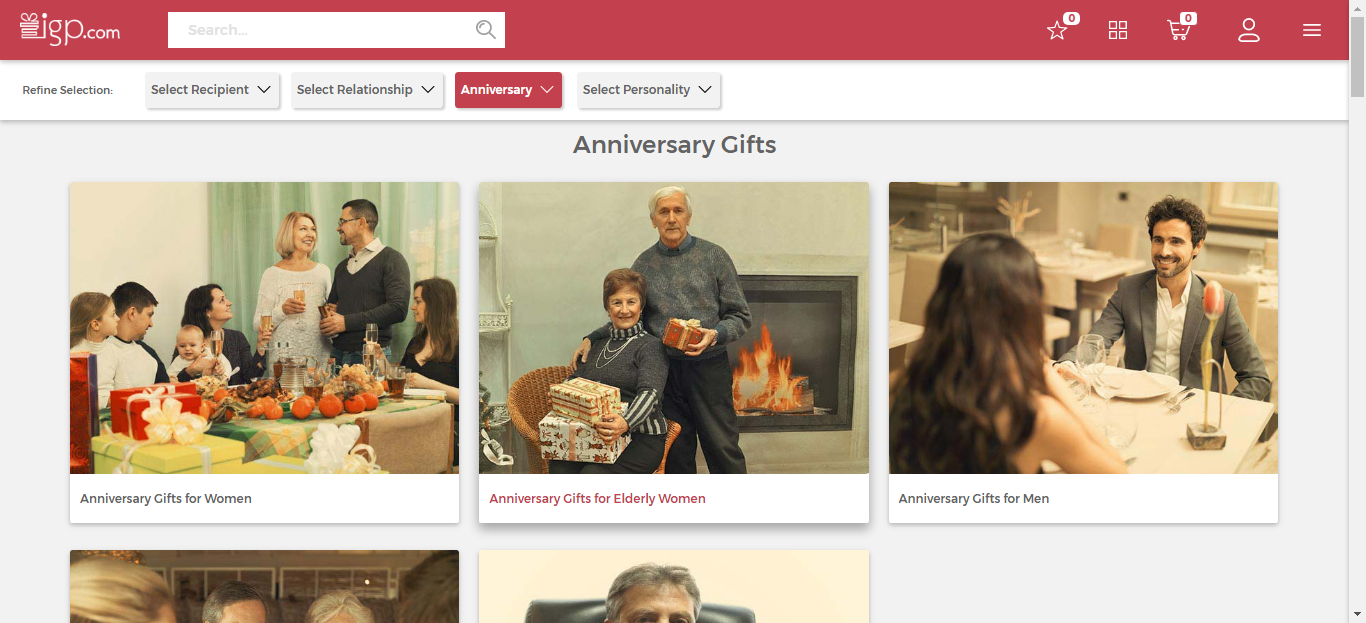 igp.com
Search...
0
0
Refine Selection:
Select Recipient
Select Relationship
Anniversary
Select Personality
Anniversary Gifts
Anniversary Gifts for Women
Anniversary Gifts for Elderly Women
Anniversary Gifts for Men